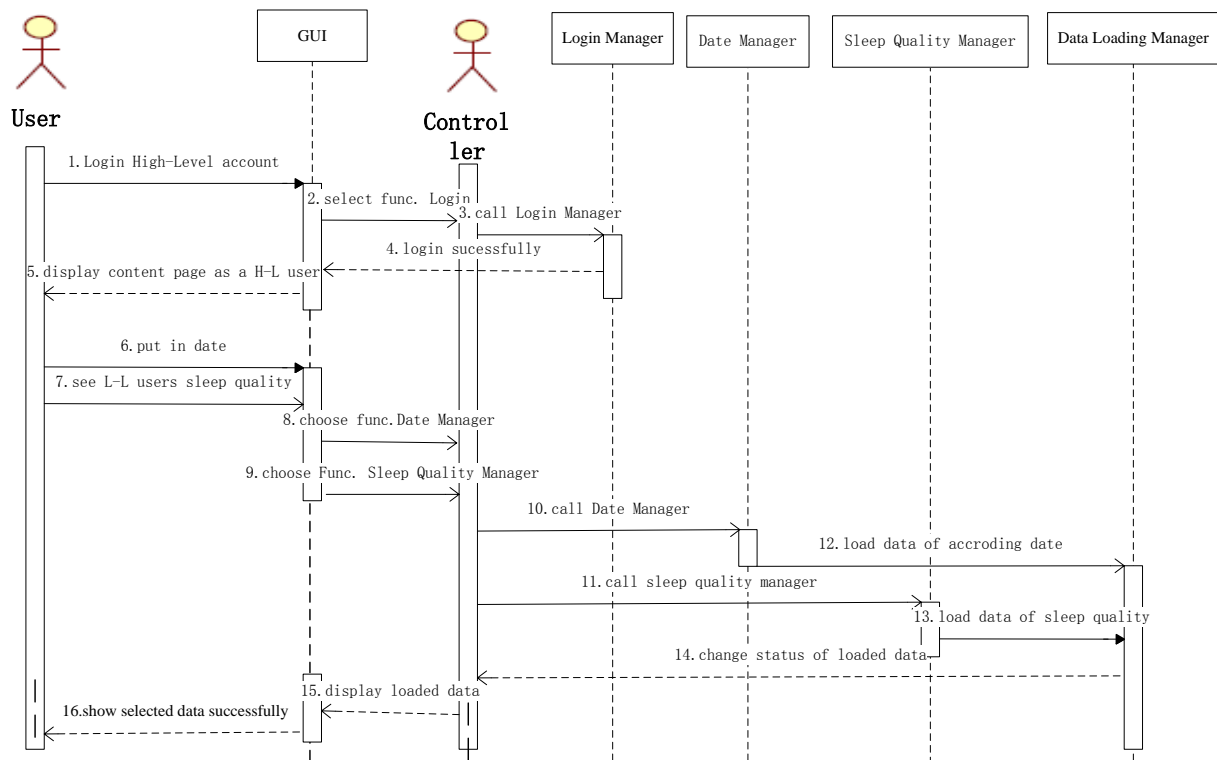 GUI
Login Manager
Date Manager
Sleep Quality Manager
Data Loading Manager
User
Control
ler
1.Login High-Level account
2.select func. Login
3.call Login Manager
4.login sucessfully
5.display content page as a H-L user
6.put in date
7.see L-L users sleep quality
8.choose func.Date Manager
9.choose Func. Sleep Quality Manager
10.call Date Manager
12.load data of accroding date
11.call sleep quality manager
13.load data of sleep quality
14.change status of loaded data
15.display loaded data
16.show selected data successfully